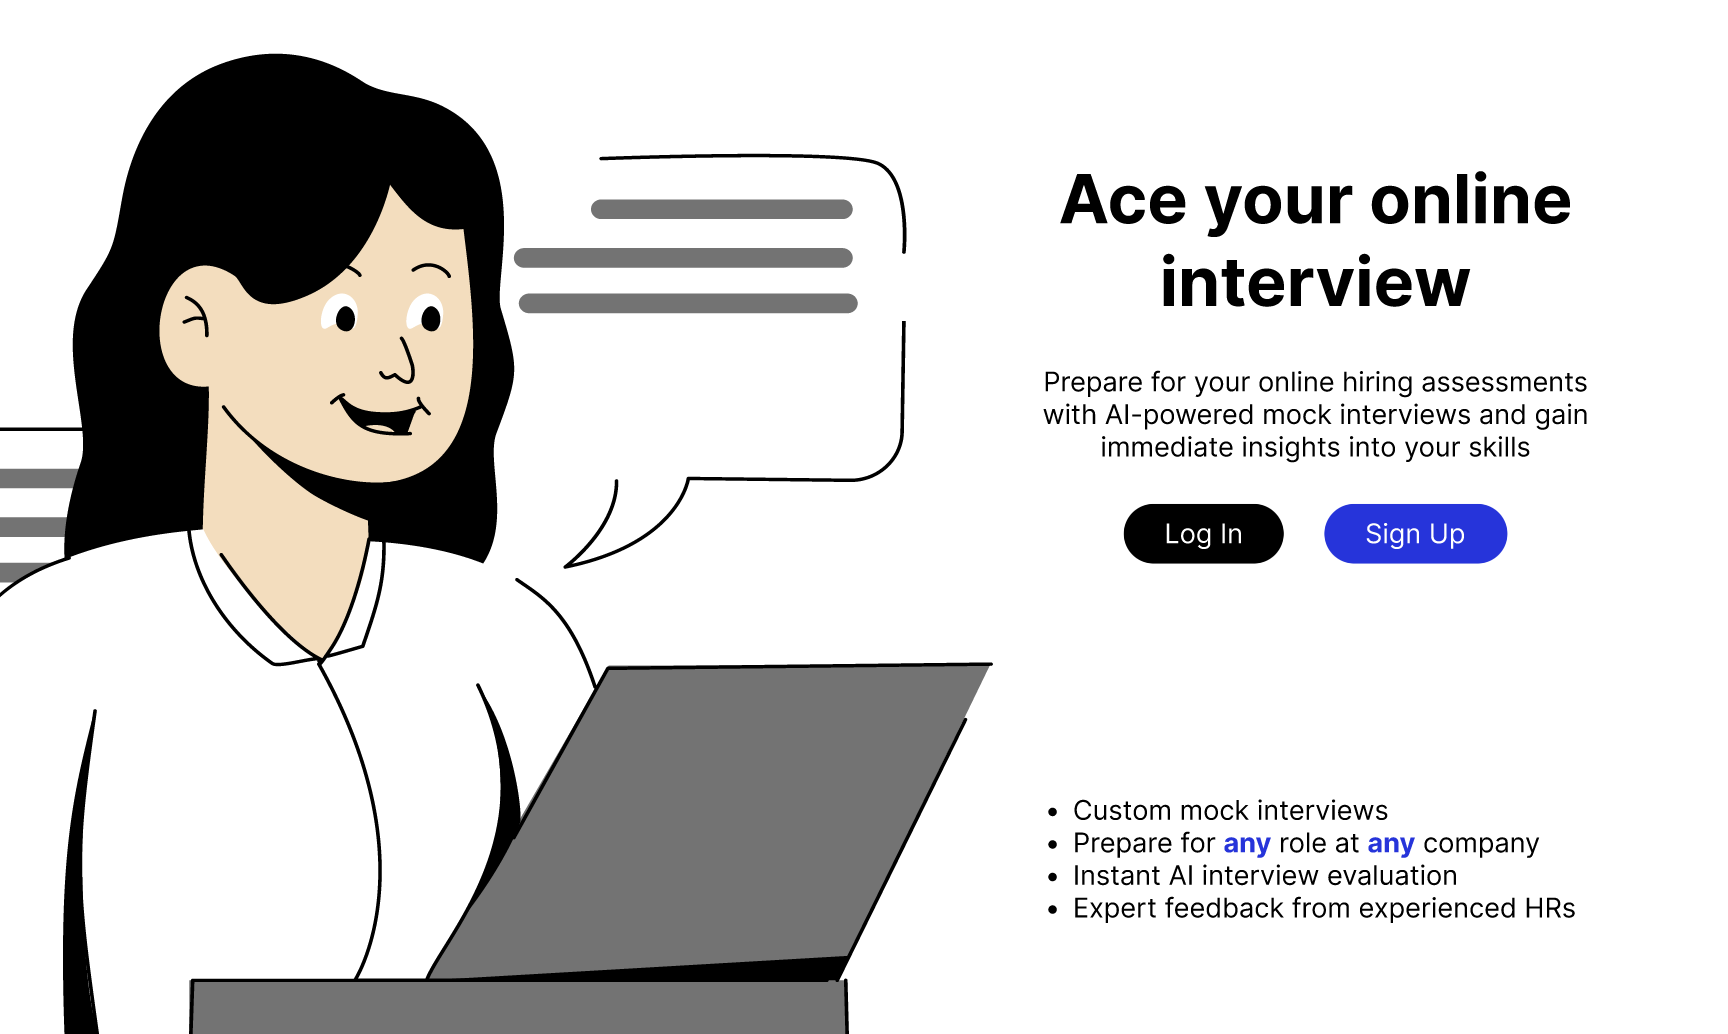 Ace your online
interview
Prepare for your online hiring assessments
with AI-powered mock interviews and gain
immediate insights into your skills
Log In
Sign Up
• Custom mock interviews
• Prepare for any role at any company
• Instant AI interview evaluation
• Expert feedback from experienced HRs